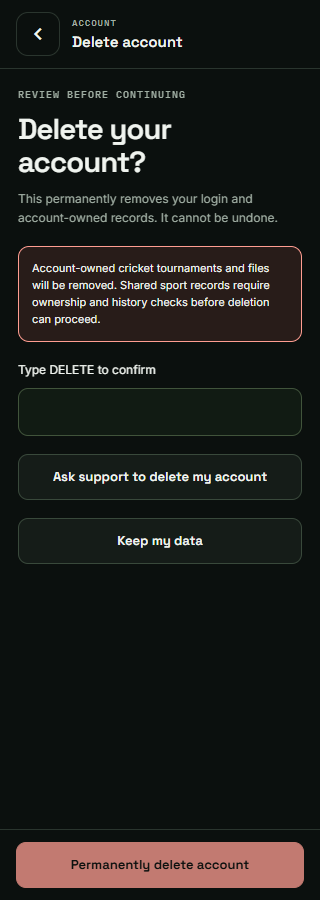 ACCOUNT
Delete account
REVIEW BEFORE CONTINUING
Delete your
account?
This permanently removes your login and
account-owned records. It cannot be undone.
Account-owned cricket tournaments and files
will be removed. Shared sport records require
ownership and history checks before deletion
can proceed.
Type DELETE to confirm
Ask support to delete my account
Keep my data
Permanently delete account